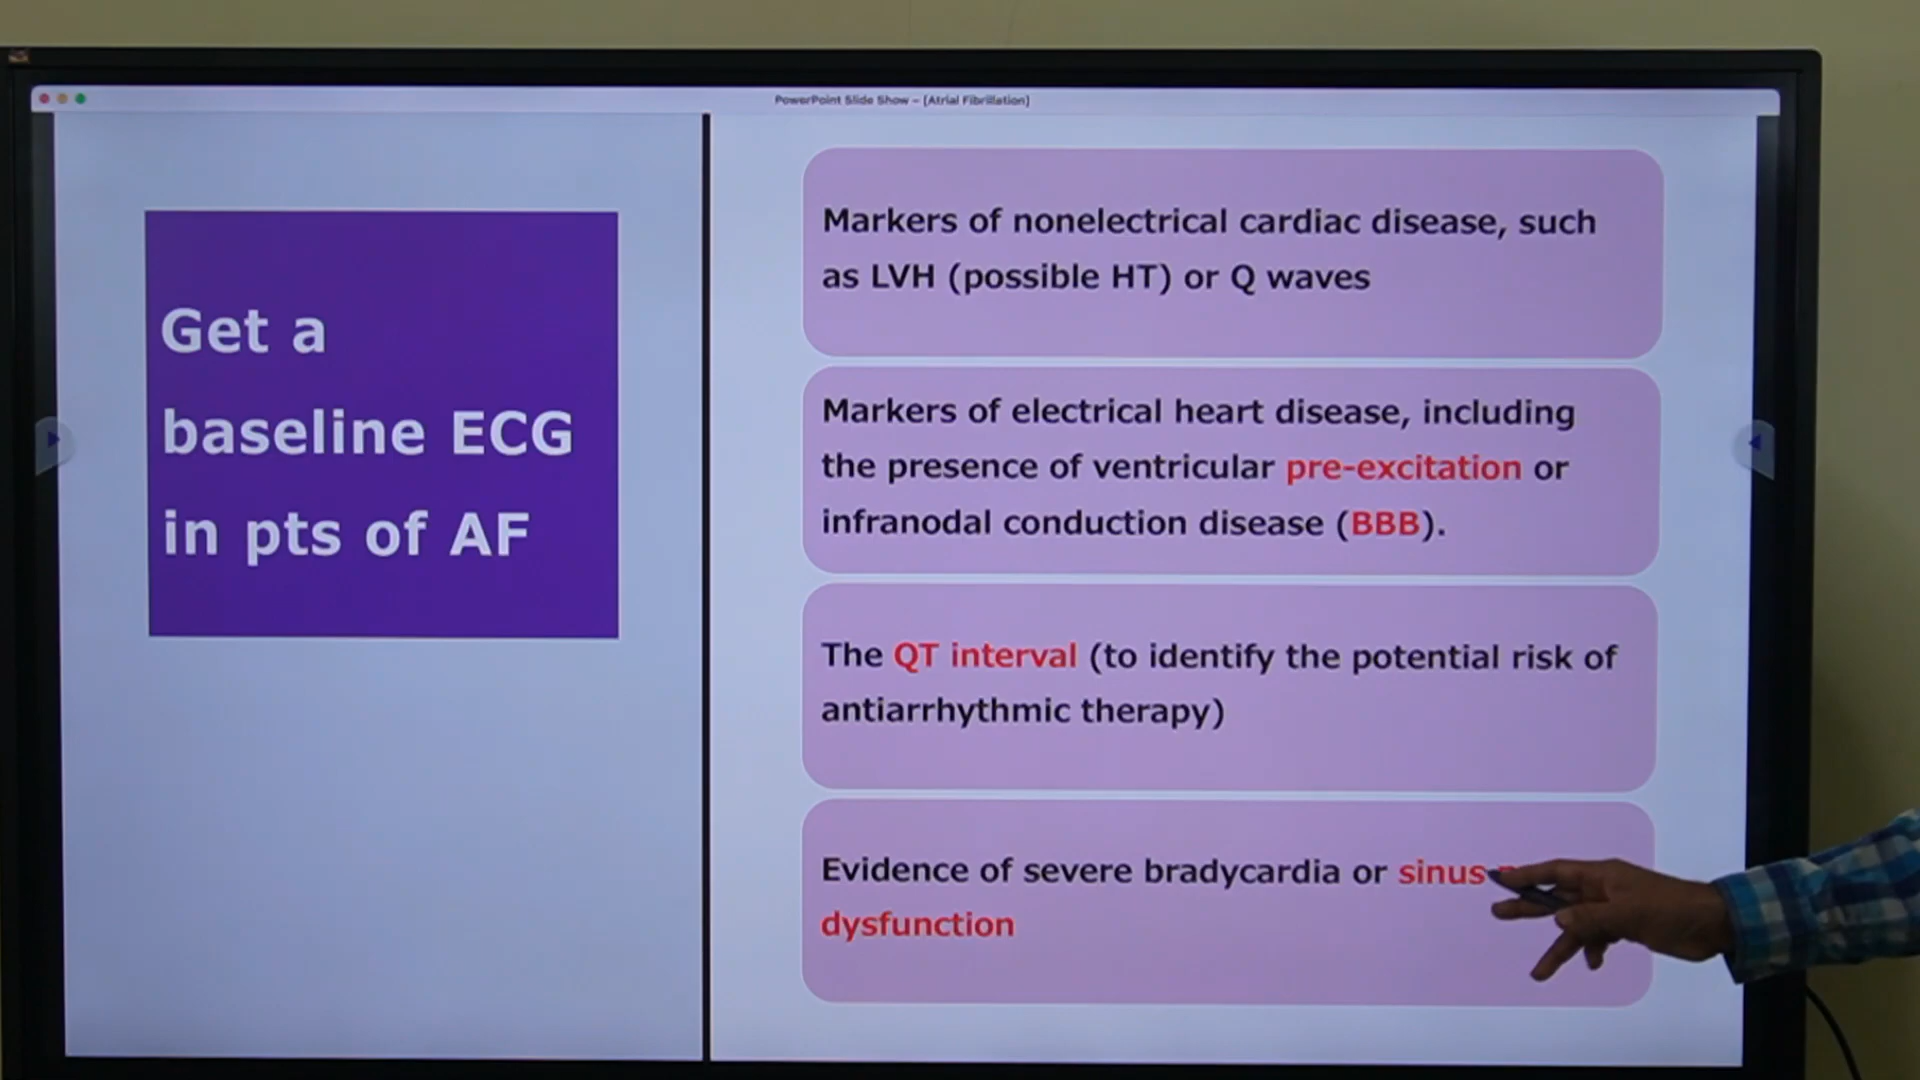 PowerPoint Slide Show – [Atrial Fibrillation]
Get a
baseline ECG
in pts of AF
Markers of nonelectrical cardiac disease, such
as LVH (possible HT) or Q waves
Markers of electrical heart disease, including
the presence of ventricular pre-excitation or
infranodal conduction disease (BBB).
The QT interval (to identify the potential risk of
antiarrhythmic therapy)
Evidence of severe bradycardia or sinus
dysfunction